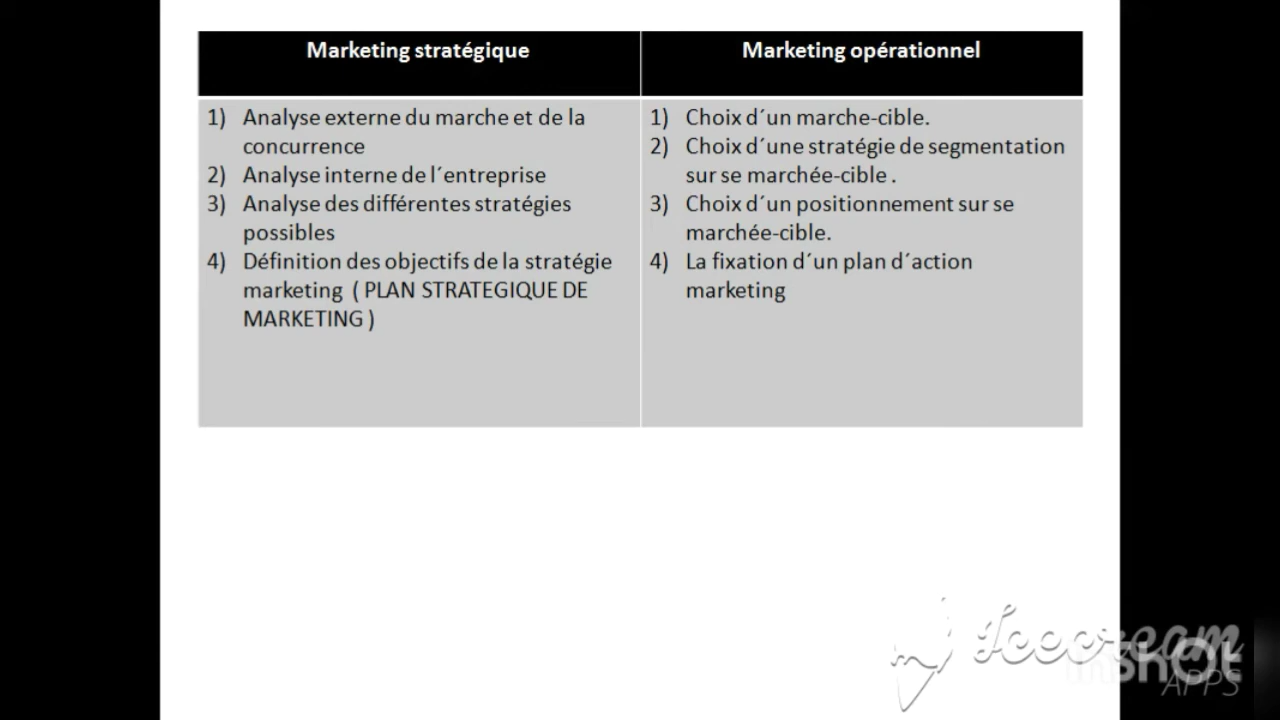 Marketing stratégique
Marketing opérationnel
1) Analyse externe du marche et de la
concurrence
2) Analyse interne de l´entreprise
3) Analyse des différentes stratégies
possibles
4) Définition des objectifs de la stratégie
marketing ( PLAN STRATEGIQUE DE
MARKETING )
1) Choix d´un marche-cible.
2) Choix d´une stratégie de segmentation
sur se marchée-cible .
3) Choix d´un positionnement sur se
marchée-cible.
4) La fixation d´un plan d´action
marketing
Icecream
InShOt
APPS